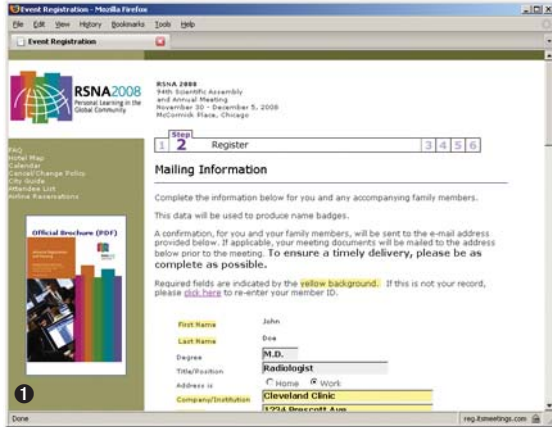 Event Registration - Mozilla Firefox
File Edit View History Bookmarks Tools Help
Event Registration
RSNA2008
Personal Learning in the
Global Community
RSNA 2008
94th Scientific Assembly
and Annual Meeting
November 30 - December 5, 2008
McCormick Place, Chicago
Step
1 2 Register 3 4 5 6
FAQ
Hotel Map
Calendar
Cancel/Change Policy
City Guide
Attendee List
Airline Reservations
Official Brochure (PDF)
Mailing Information
Complete the information below for you and any accompanying family members.
This data will be used to produce name badges.
A confirmation, for you and your family members, will be sent to the e-mail address
provided below. If applicable, your meeting documents will be mailed to the address
below prior to the meeting. To ensure a timely delivery, please be as
complete as possible.
Required fields are indicated by the yellow background. If this is not your record,
please click here to re-enter your member ID.
First Name John
Last Name Doe
Degree M.D.
Title/Position Radiologist
Address is Home Work
Company/Institution Cleveland Clinic
1234 Prescott Ave
1
Done
reg.itsmeetings.com